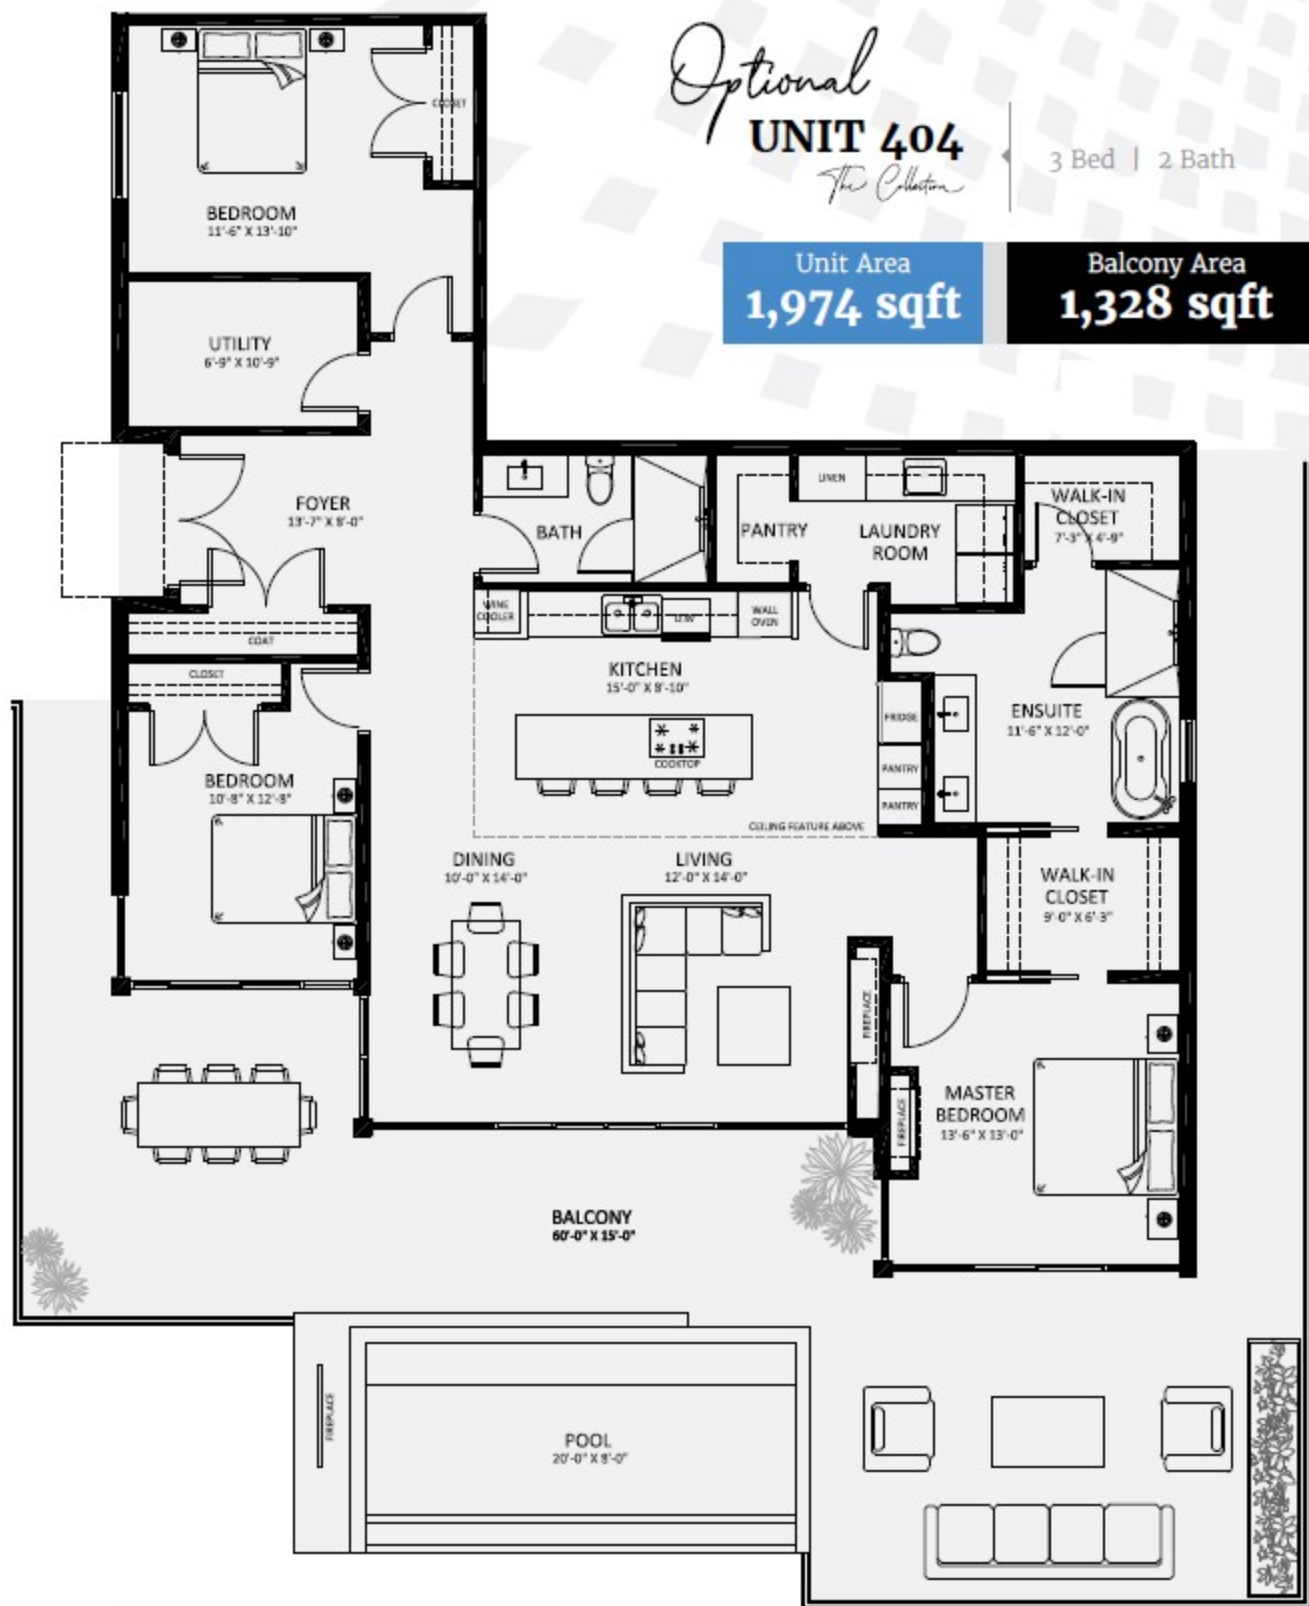 Optional
UNIT 404
The Collection
3 Bed | 2 Bath
Unit Area
1,974 sqft
Balcony Area
1,328 sqft
CLOSET
BEDROOM
11'-6" X 13'-10"
UTILITY
6'-9" X 10'-9"
FOYER
13'-7" X 8'-0"
COAT
BATH
PANTRY
LINEN
LAUNDRY
ROOM
WALK-IN
CLOSET
7'-3" X 4'-9"
WINE
COOLER
D/W
WALL
OVEN
KITCHEN
15'-0" X 8'-10"
COOKTOP
FRIDGE
PANTRY
PANTRY
CEILING FEATURE ABOVE
ENSUITE
11'-6" X 12'-0"
CLOSET
BEDROOM
10'-8" X 12'-8"
DINING
10'-0" X 14'-0"
LIVING
12'-0" X 14'-0"
WALK-IN
CLOSET
9'-0" X 6'-3"
FIREPLACE
FIREPLACE
MASTER
BEDROOM
13'-6" X 13'-0"
BALCONY
60'-0" X 15'-0"
FIREPLACE
POOL
20'-0" X 8'-0"